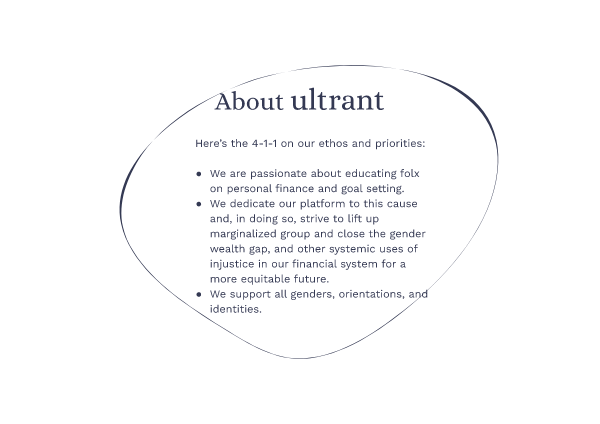 About ultrant
Here's the 4-1-1 on our ethos and priorities:
● We are passionate about educating folx
on personal finance and goal setting.
● We dedicate our platform to this cause
and, in doing so, strive to lift up
marginalized group and close the gender
wealth gap, and other systemic uses of
injustice in our financial system for a
more equitable future.
● We support all genders, orientations, and
identities.